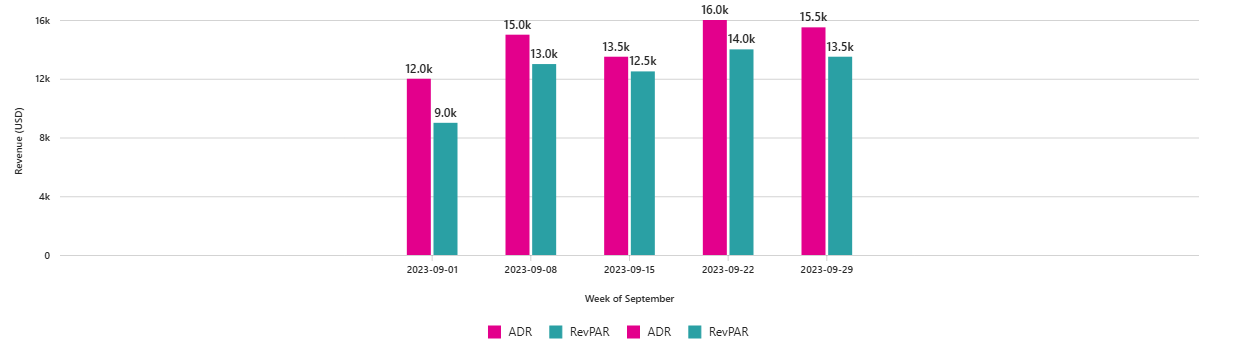 16.0k
16k
15.0k
15.5k
13.5k
14.0k
13.0k
12.5k
13.5k
12k
12.0k
9.0k
Revenue (USD)
8k
4k
0
2023-09-01 2023-09-08 2023-09-15 2023-09-22 2023-09-29
Week of September
ADR RevPAR ADR RevPAR